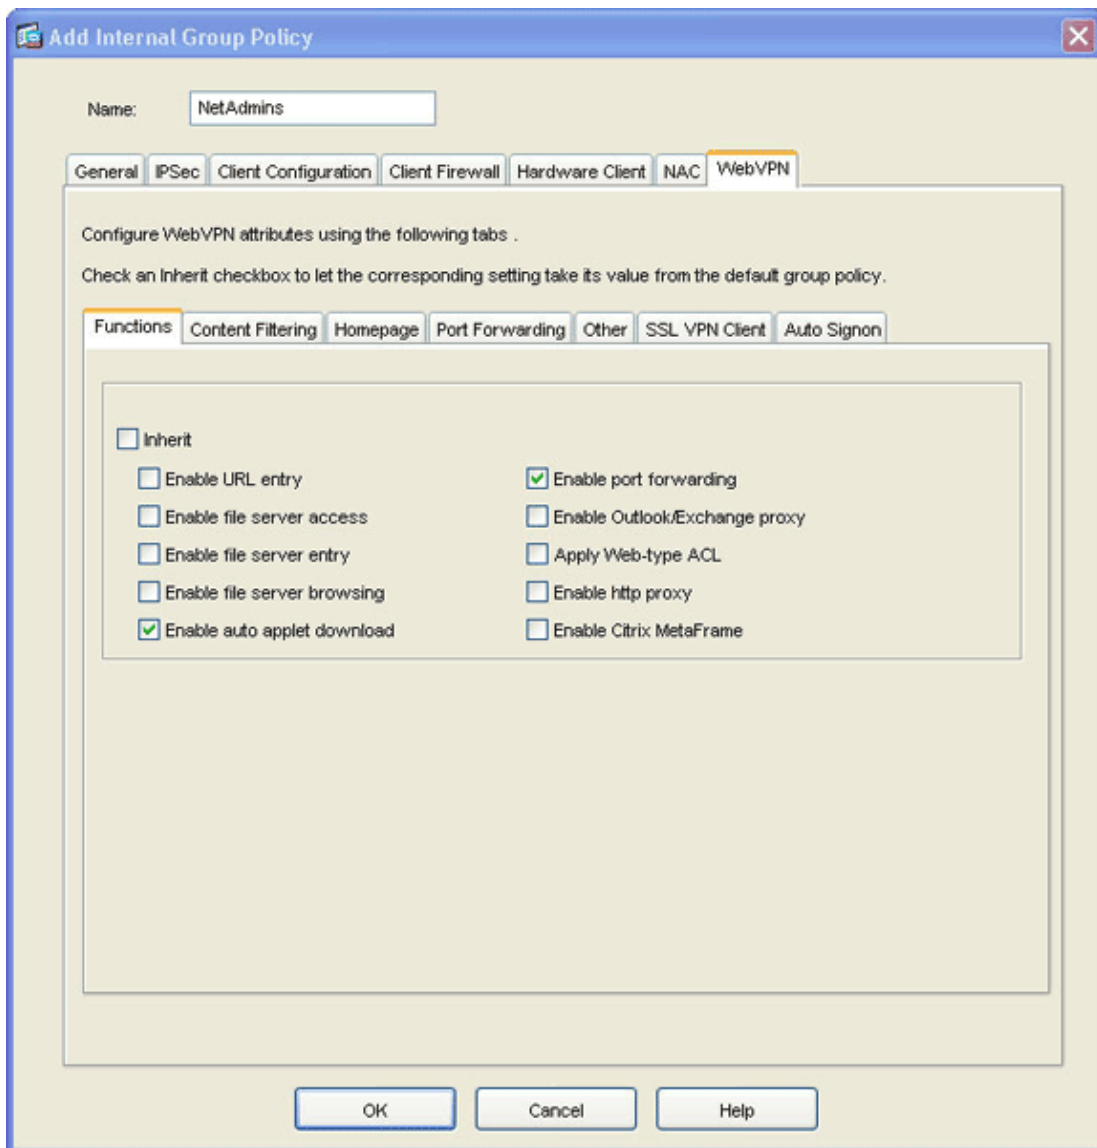 Add Internal Group Policy
Name: NetAdmins
General IPSec Client Configuration Client Firewall Hardware Client NAC WebVPN
Configure WebVPN attributes using the following tabs .
Check an Inherit checkbox to let the corresponding setting take its value from the default group policy.
Functions Content Filtering Homepage Port Forwarding Other SSL VPN Client Auto Signon
Inherit
Enable URL entry Enable port forwarding
Enable file server access Enable Outlook/Exchange proxy
Enable file server entry Apply Web-type ACL
Enable file server browsing Enable http proxy
Enable auto applet download Enable Citrix MetaFrame
OK Cancel Help